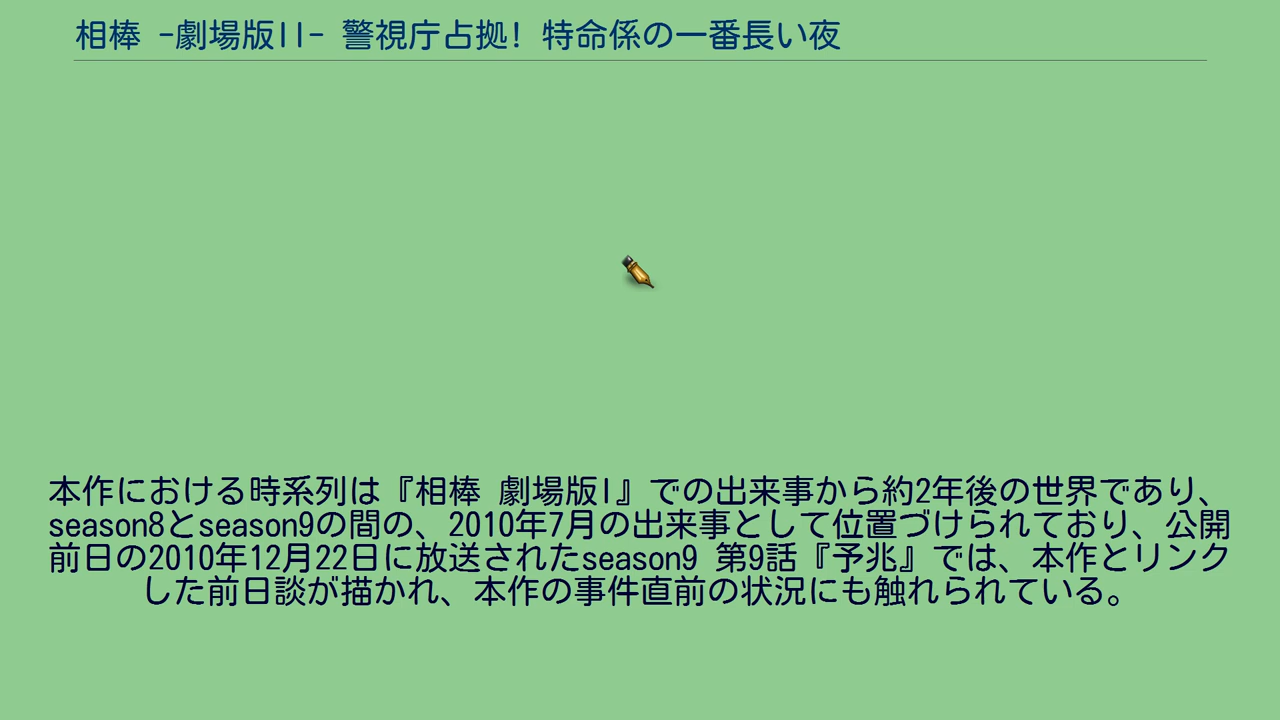 相棒 -劇場版II- 警視庁占拠! 特命係の一番長い夜
本作における時系列は『相棒 劇場版I』での出来事から約2年後の世界であり、
season8とseason9の間の、2010年7月の出来事として位置づけられており、公開
前日の2010年12月22日に放送されたseason9 第9話『予兆』では、本作とリンク
した前日談が描かれ、本作の事件直前の状況にも触れられている。